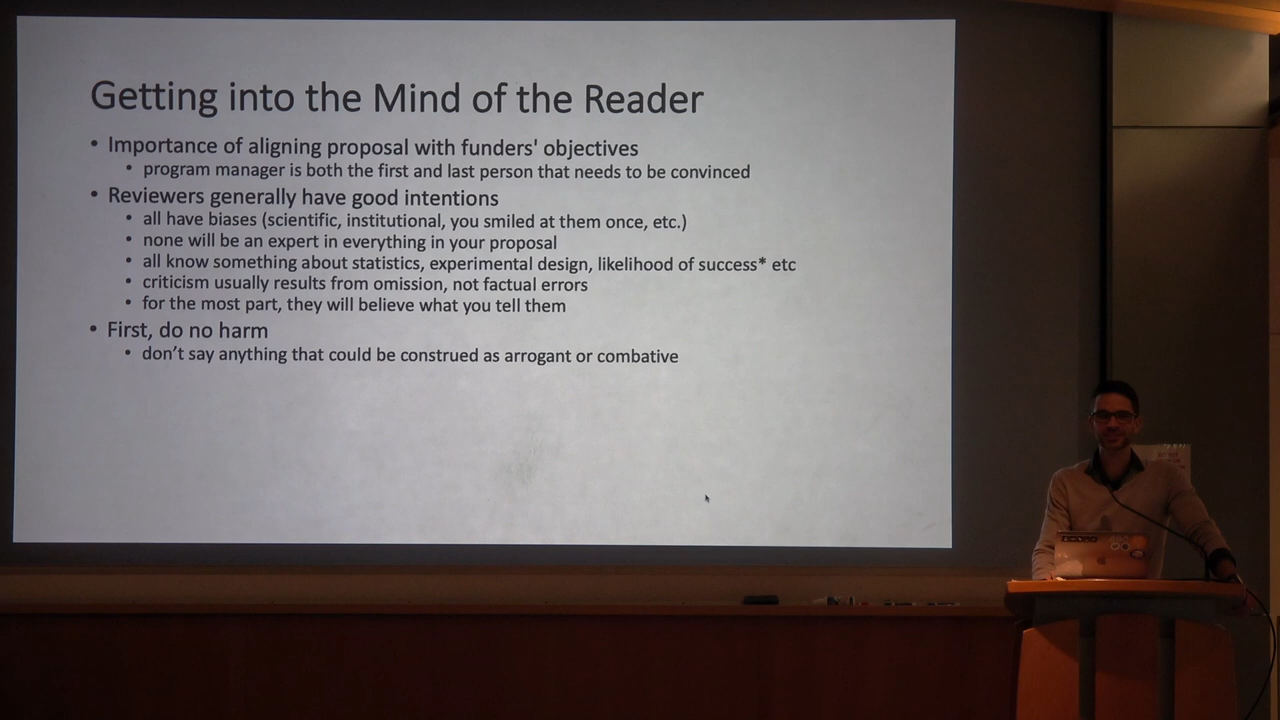 Getting into the Mind of the Reader
• Importance of aligning proposal with funders' objectives
• program manager is both the first and last person that needs to be convinced
• Reviewers generally have good intentions
• all have biases (scientific, institutional, you smiled at them once, etc.)
• none will be an expert in everything in your proposal
• all know something about statistics, experimental design, likelihood of success* etc
• criticism usually results from omission, not factual errors
• for the most part, they will believe what you tell them
• First, do no harm
• don’t say anything that could be construed as arrogant or combative